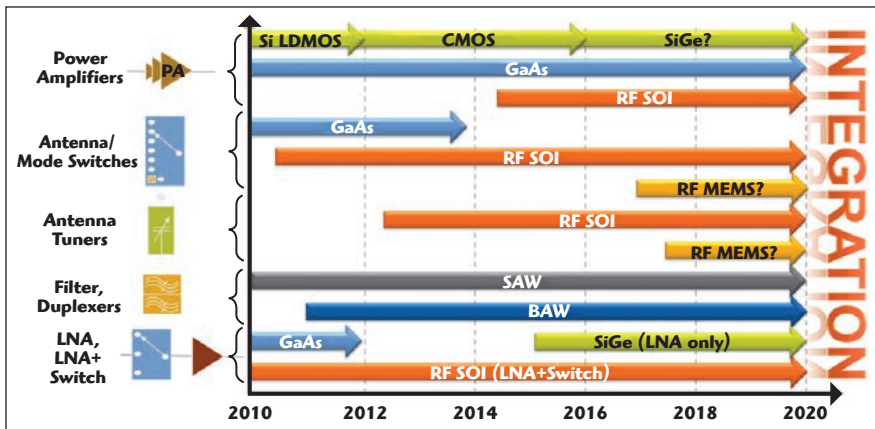 Power
Amplifiers
PA
Si LDMOS
CMOS
SiGe?
GaAs
RF SOI
Antenna/
Mode Switches
GaAs
RF SOI
RF MEMS?
Antenna
Tuners
RF SOI
RF MEMS?
Filter,
Duplexers
SAW
BAW
LNA,
LNA+
Switch
GaAs
SiGe (LNA only)
RF SOI (LNA+Switch)
2010 2012 2014 2016 2018 2020
INTEGRATION